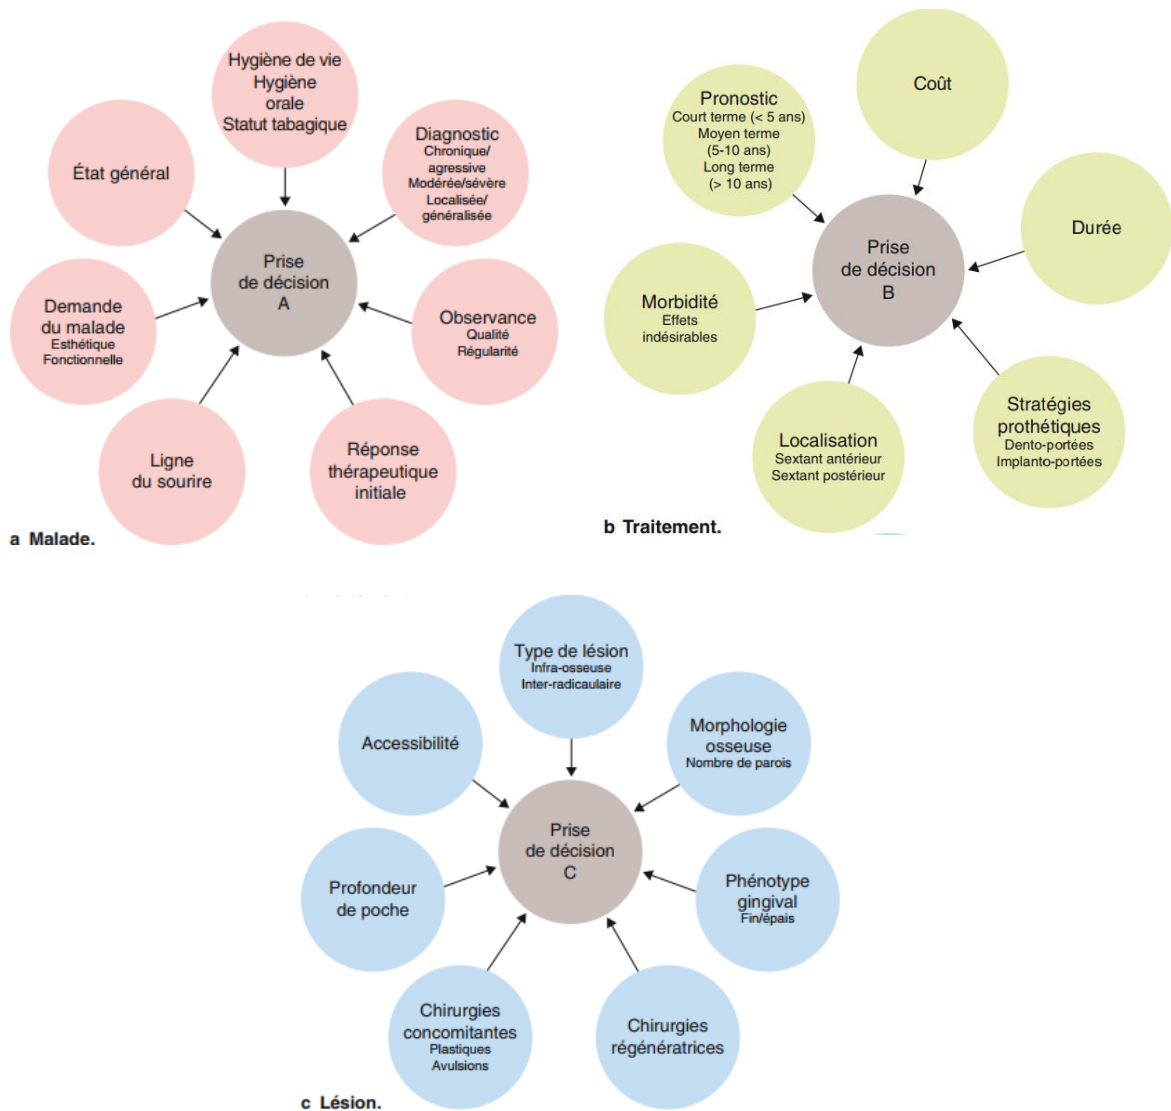 Hygiène de vie
Hygiène
orale
Statut tabagique
Diagnostic
Chronique/
agressive
Modérée/sévère
Localisée/
généralisée
État général
Prise
de décision
A
Demande
du malade
Esthétique
Fonctionnelle
Observance
Qualité
Régularité
Ligne
du sourire
Réponse
thérapeutique
initiale
a Malade.
Coût
Pronostic
Court terme (< 5 ans)
Moyen terme
(5-10 ans)
Long terme
(> 10 ans)
Durée
Prise
de décision
B
Morbidité
Effets
indésirables
Stratégies
prothétiques
Dento-portées
Implanto-portées
Localisation
Sextant antérieur
Sextant postérieur
b Traitement.
Type de lésion
Infra-osseuse
Inter-radicaulaire
Accessibilité
Morphologie
osseuse
Nombre de parois
Prise
de décision
C
Profondeur
de poche
Phénotype
gingival
Fin/épais
Chirurgies
concomitantes
Plastiques
Avulsions
Chirurgies
régénératrices
c Lésion.